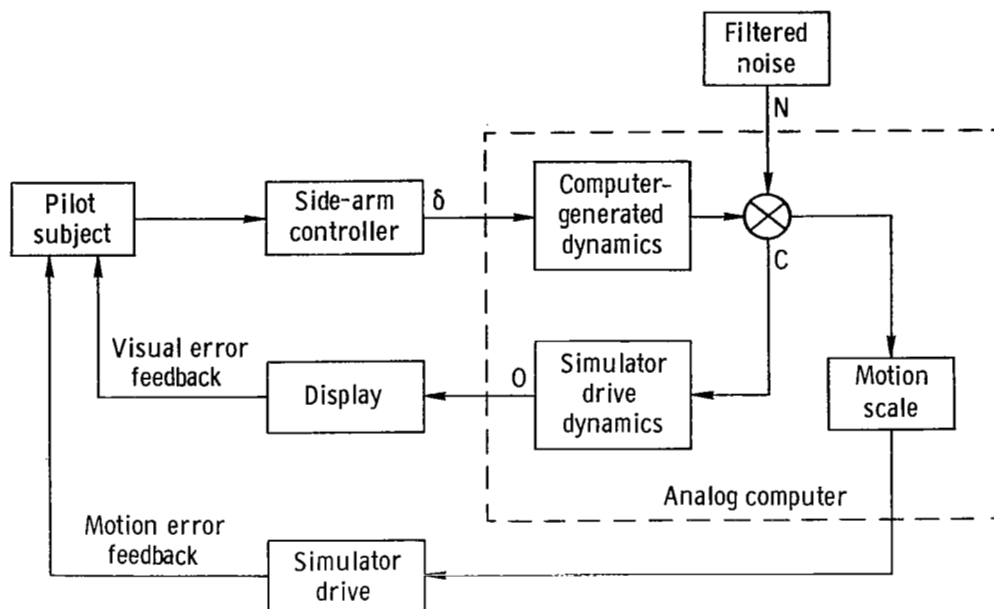 Filtered
noise
N
Pilot
subject
Side-arm
controller
δ
Computer-
generated
dynamics
C
Visual error
feedback
Display
O
Simulator
drive
dynamics
Motion
scale
Analog computer
Motion error
feedback
Simulator
drive